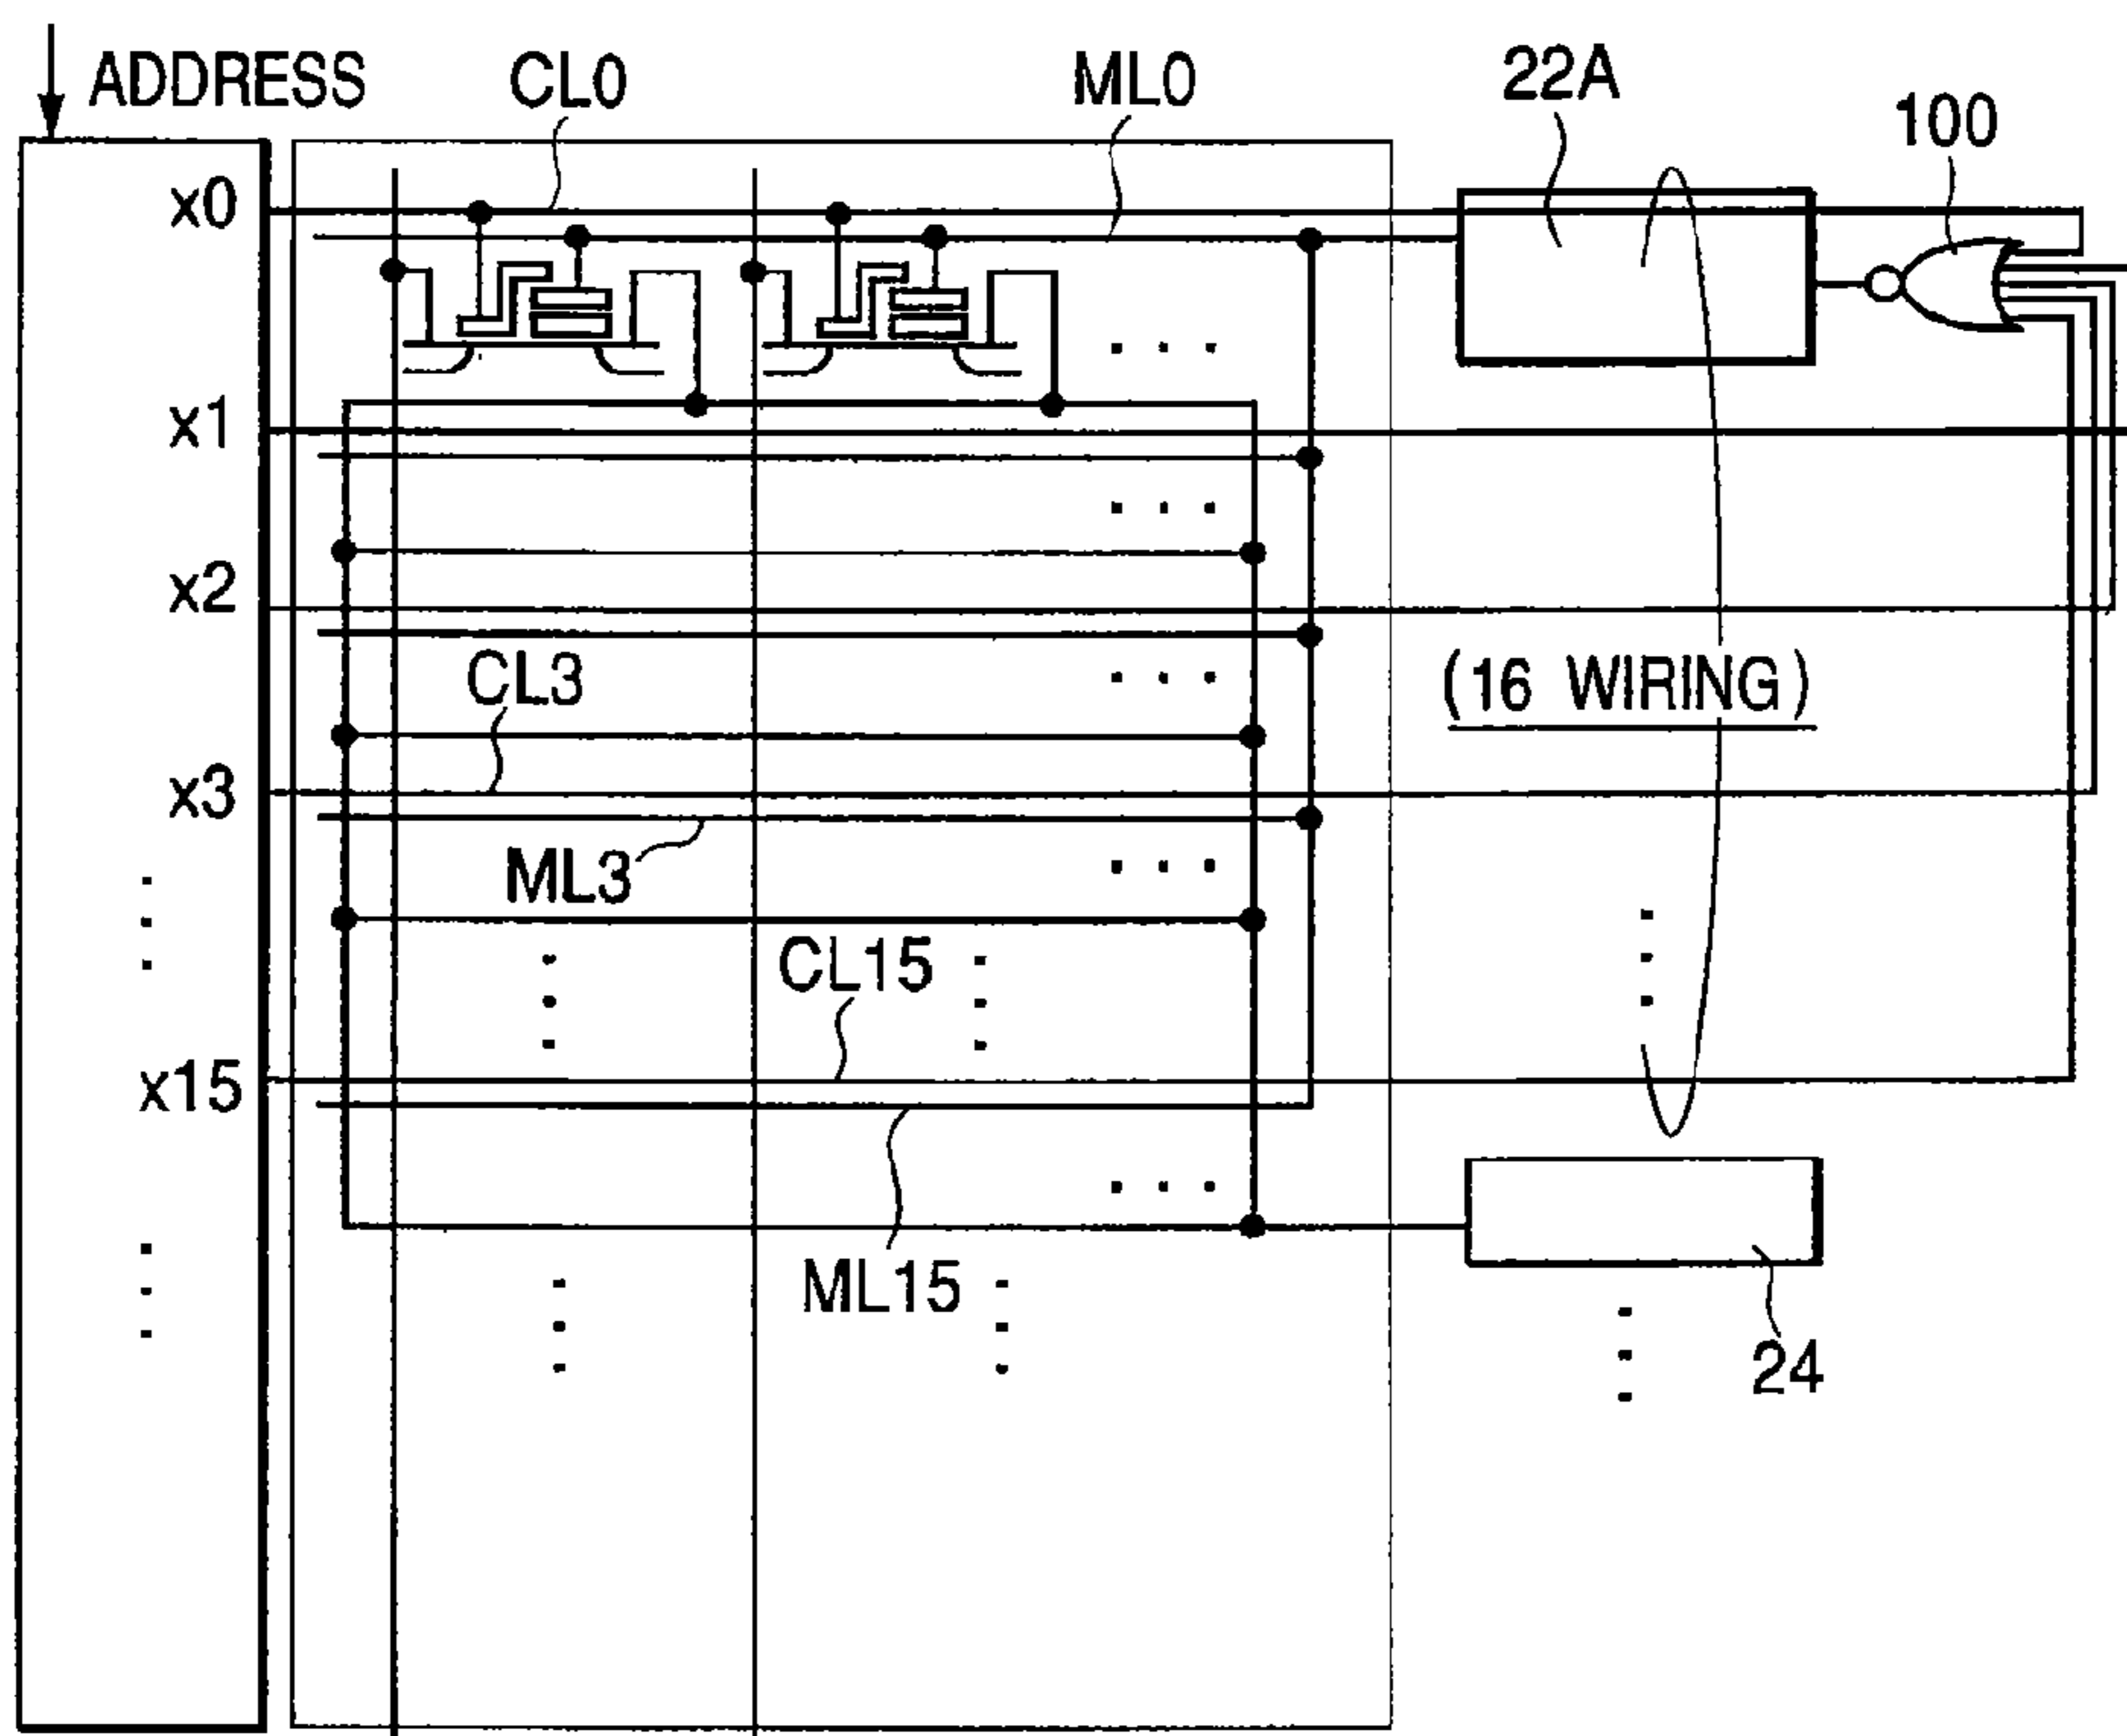 ADDRESS
CL0
ML0
22A
100
x0
x1
x2
CL3
(16 WIRING)
x3
ML3
CL15
x15
ML15
24